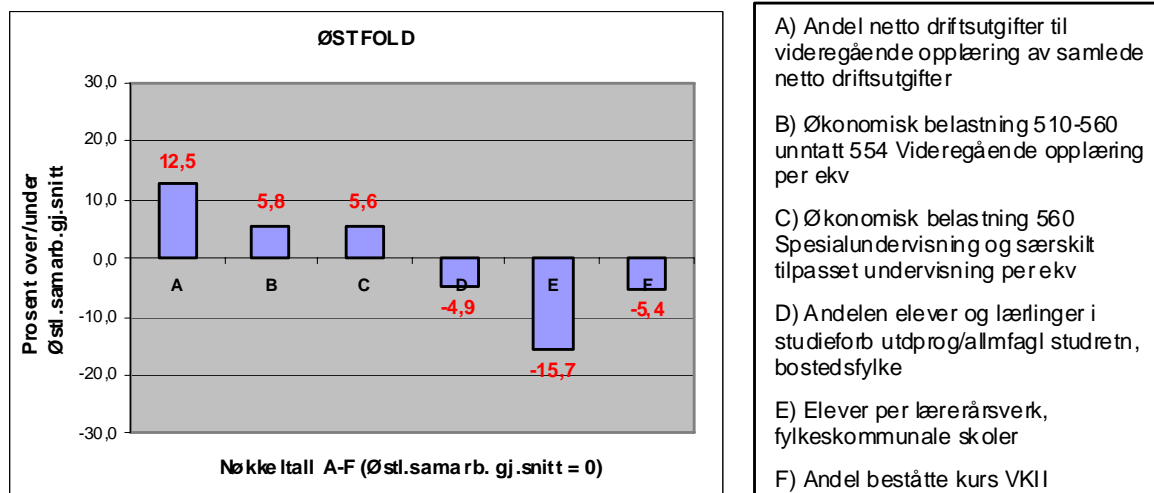 ØSTFOLD
Prosent over/under
Østl.samarb.gj.snitt
30,0
20,0
10,0
0,0
-10,0
-20,0
-30,0
12,5
5,8
5,6
-4,9
-15,7
-5,4
A
B
C
D
E
F
Nøkkeltall A-F (Østl.samarb. gj.snitt = 0)
A) Andel netto driftsutgifter til
videregående opplæring av samlede
netto driftsutgifter
B) Økonomisk belastning 510-560
unntatt 554 Videregående opplæring
per ekv
C) Økonomisk belastning 560
Spesialundervisning og særskilt
tilpasset undervisning per ekv
D) Andelen elever og lærlinger i
studieforb utdprog/allmfagl studretn,
bostedsfylke
E) Elever per lærerårsverk,
fylkeskommunale skoler
F) Andel beståtte kurs VKII